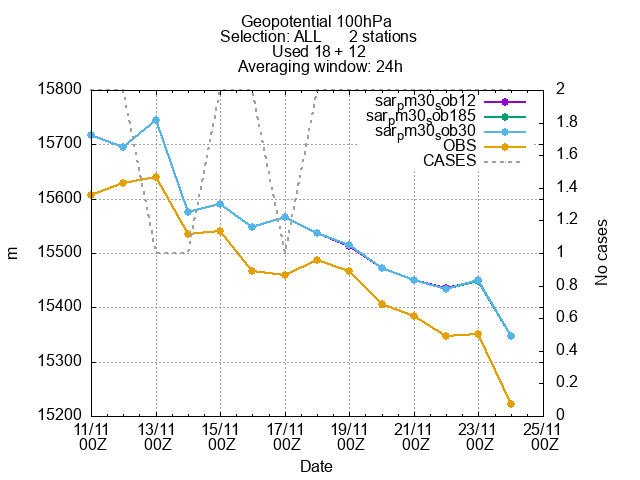 Geopotential 100hPa
Selection: ALL 2 stations
Used 18 + 12
Averaging window: 24h
15800
15700
15600
15500
15400
15300
15200
m
2
1.8
1.6
1.4
1.2
1
0.8
0.6
0.4
0.2
0
No cases
sarpm30sob12
sarpm30sob185
sarpm30sob30
OBS
CASES
11/11 13/11 15/11 17/11 19/11 21/11 23/11 25/11
00Z 00Z 00Z 00Z 00Z 00Z 00Z 00Z
Date